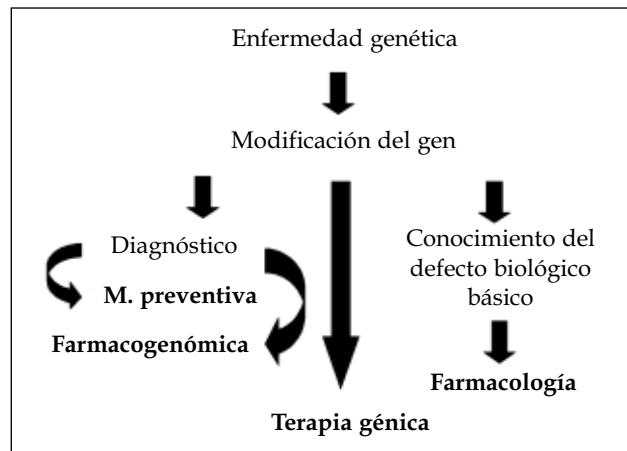 Enfermedad genética
Modificación del gen
Diagnóstico
M. preventiva
Farmacogenómica
Conocimiento del
defecto biológico
básico
Farmacología
Terapia génica